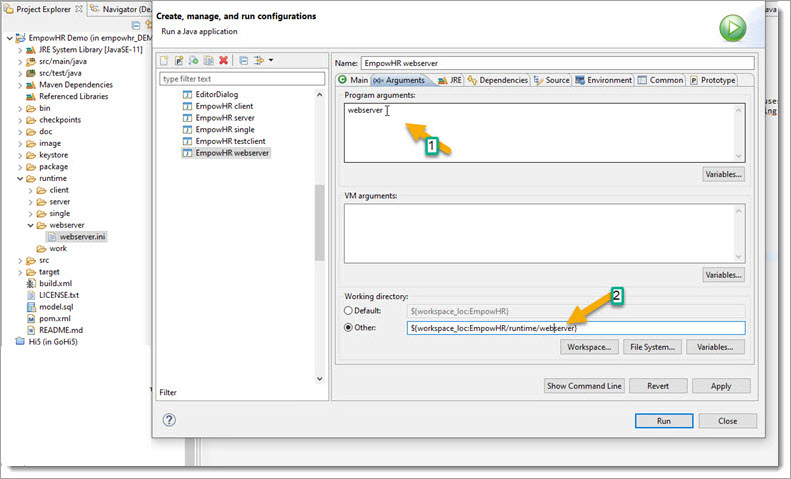 Project Explorer
Navigator (De
EmpowHR Demo (in empowhr_DEM
JRE System Library [JavaSE-11]
src/main/java
src/test/java
Maven Dependencies
Referenced Libraries
bin
checkpoints
doc
image
keystore
package
runtime
client
server
single
webserver
webserver.ini
work
src
target
build.xml
LICENSE.txt
model.sql
pom.xml
README.md
Hi5 (in GoHi5)
Create, manage, and run configurations
Run a Java application
type filter text
EditorDialog
EmpowHR client
EmpowHR server
EmpowHR single
EmpowHR testclient
EmpowHR webserver
Filter
Name: EmpowHR webserver
Main (x)= Arguments JRE Dependencies Source Environment Common Prototype
Program arguments:
webserver
1
Variables...
VM arguments:
Variables...
Working directory:
2
Default: ${workspace_loc:EmpowHR}
Other: ${workspace_loc:EmpowHR/runtime/webserver}
Workspace... File System... Variables...
Show Command Line Revert Apply
Run Close
Java
use
ing